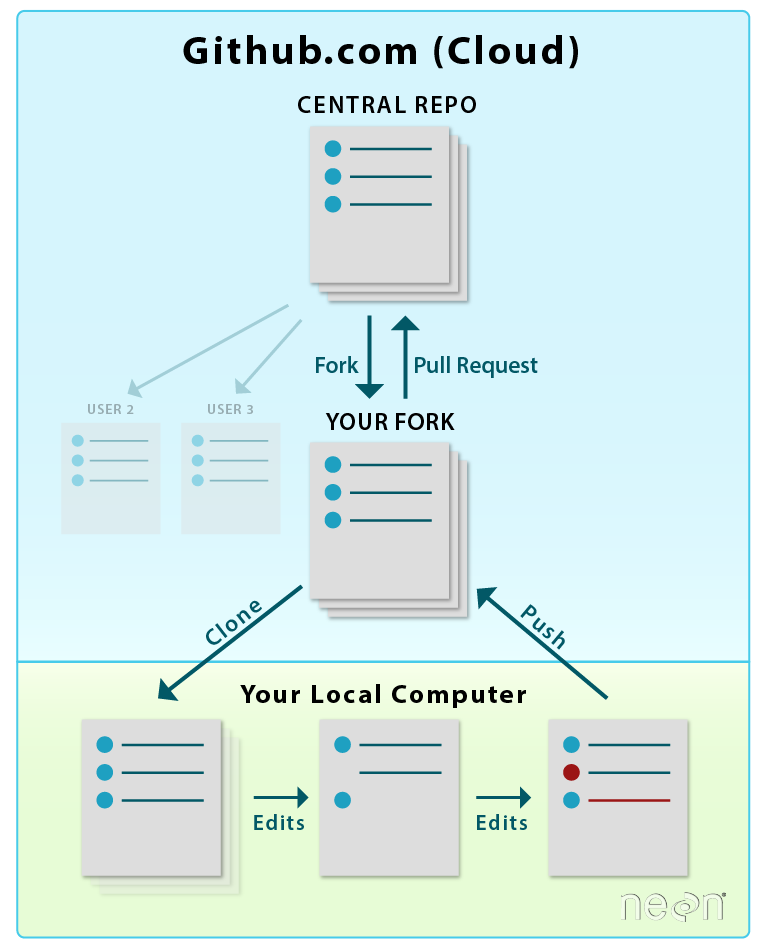 Github.com (Cloud)
CENTRAL REPO
Fork
Pull Request
USER 2
USER 3
YOUR FORK
Clone
Push
Your Local Computer
Edits
Edits
neon